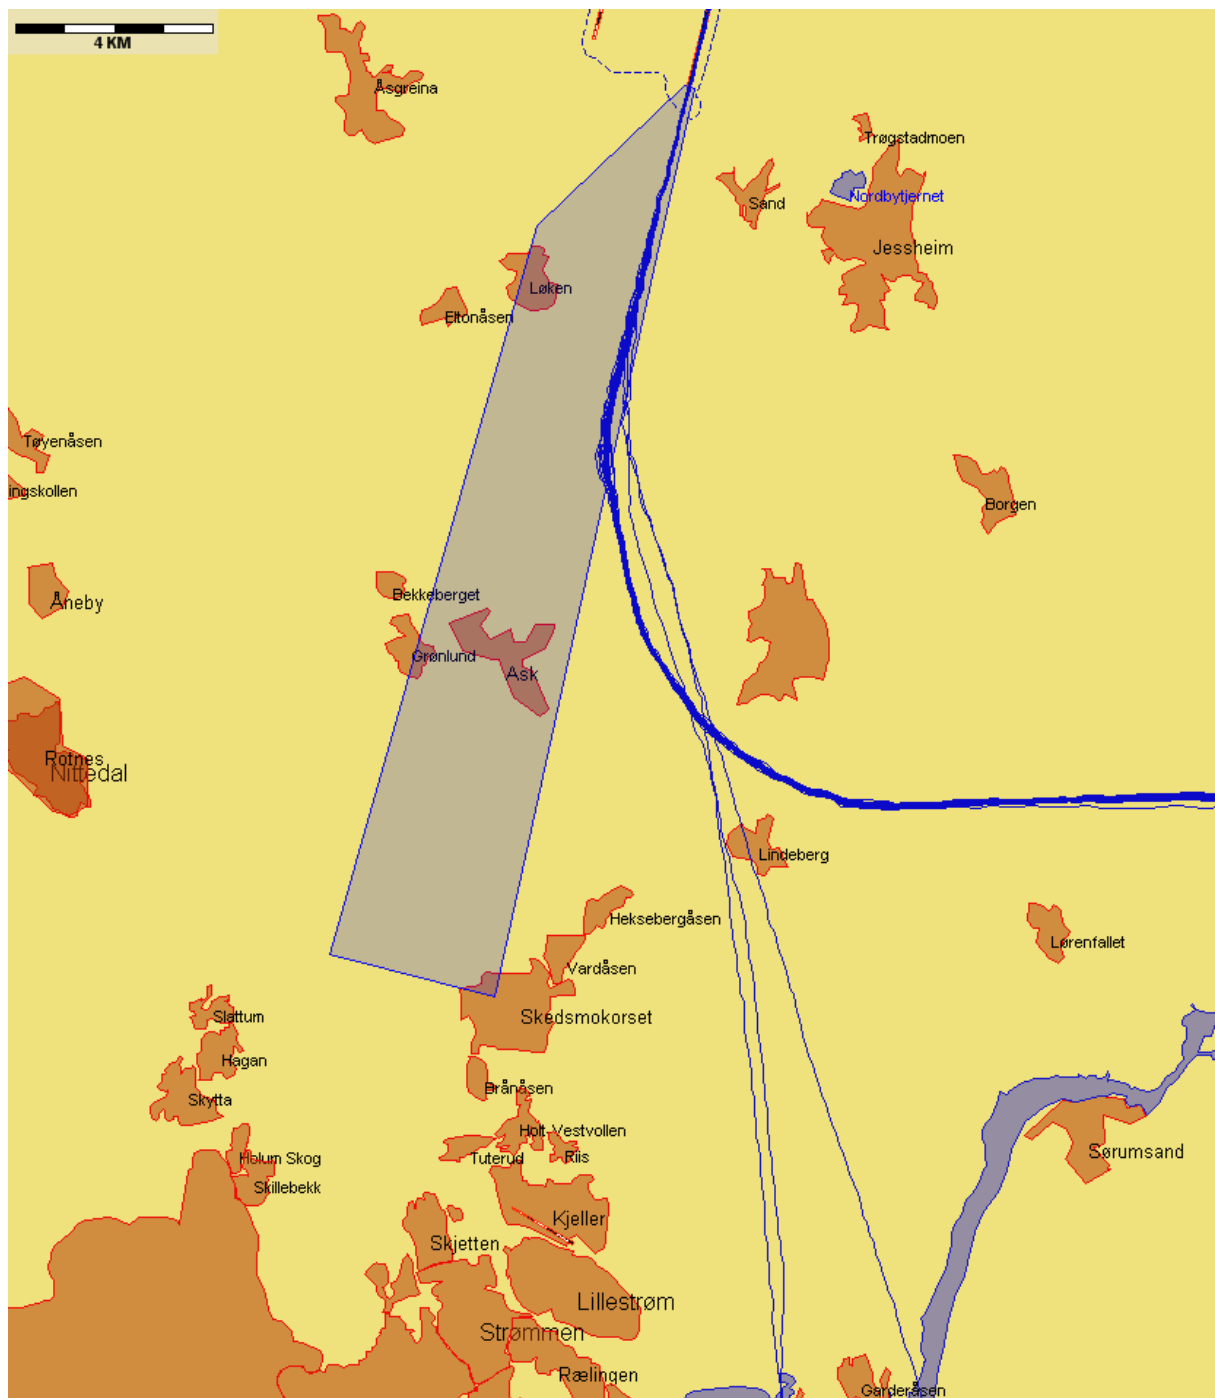 4 KM
Åsgreina
Trøgstadmoen
Nordbytjernet
Sand
Jessheim
Løken
Eltonåsen
Tøyenåsen
ingskollen
Borgen
Bekkeberget
Åneby
Grønlund
Ask
Rotnes
Nittedal
Lindeberg
Heksebergåsen
Lørenfallet
Vardåsen
Slattum
Skedsmokorset
Hagan
Brånåsen
Skytta
Holt-Vestvollen
Sørumsand
Holum Skog
Tuterud
Riis
Skillebekk
Kjeller
Skjetten
Lillestrøm
Strømmen
Rælingen
Garderåsen